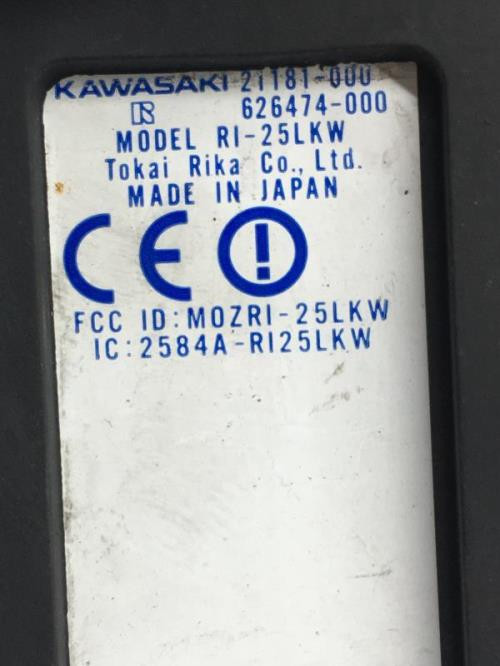 KAWASAKI 21181-000
R 626474-000
MODEL RI-25LKW
Tokai Rika Co., Ltd.
MADE IN JAPAN
CE
FCC ID:MOZRI-25LKW
IC:2584A-RI25LKW